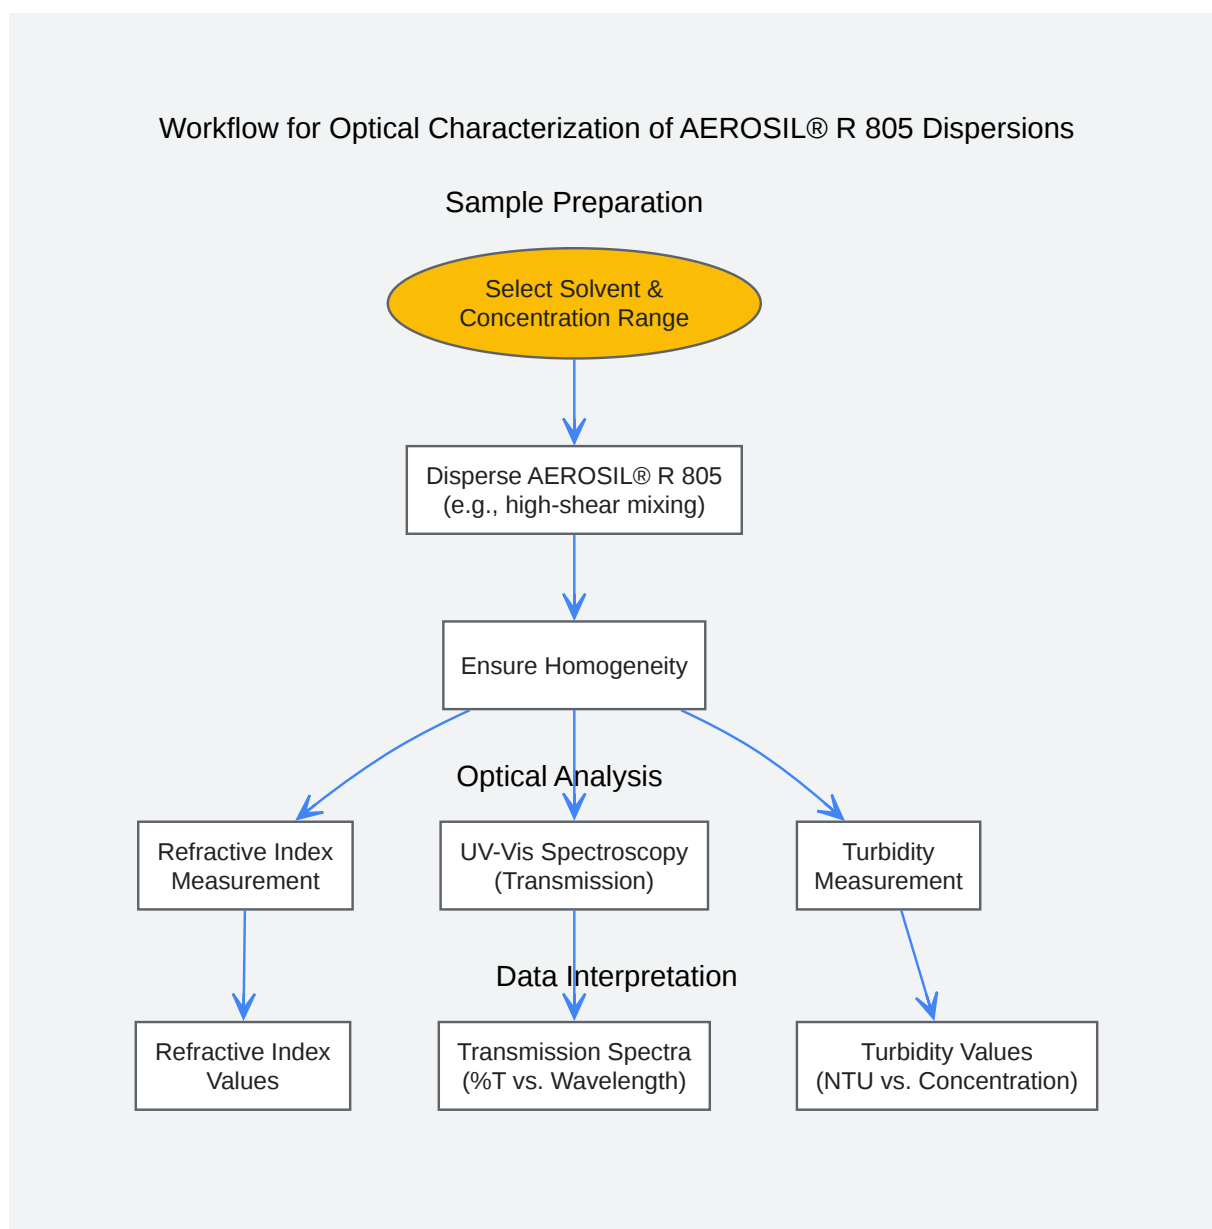 Workflow for Optical Characterization of AEROSIL® R 805 Dispersions
Sample Preparation
Select Solvent &
Concentration Range
Disperse AEROSIL® R 805
(e.g., high-shear mixing)
Ensure Homogeneity
Optical Analysis
Refractive Index
Measurement
UV-Vis Spectroscopy
(Transmission)
Turbidity
Measurement
Data Interpretation
Refractive Index
Values
Transmission Spectra
(%T vs. Wavelength)
Turbidity Values
(NTU vs. Concentration)